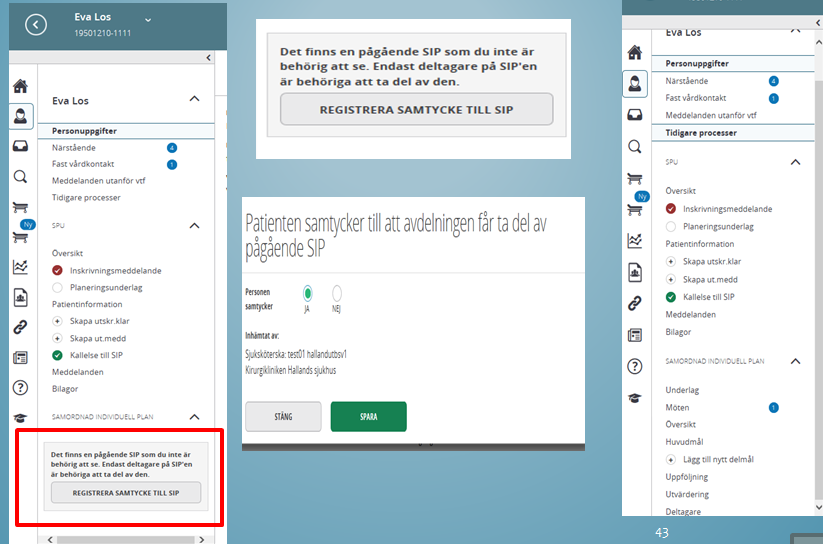 Eva Los
19501210-1111
Eva Los
Personuppgifter
Närstående 4
Fast vårdkontakt 1
Meddelanden utanför vtf
Tidigare processer
Ny
SPU
Översikt
Inskrivningsmeddelande
Planeringsunderlag
Patientinformation
Skapa utskr.klar
Skapa ut.medd
Kallelse till SIP
Meddelanden
Bilagor
SAMORDNAD INDIVIDUELL PLAN
Det finns en pågående SIP som du inte är
behörig att se. Endast deltagare på SIP'en
är behöriga att ta del av den.
REGISTRERA SAMTYCKE TILL SIP
Det finns en pågående SIP som du inte är
behörig att se. Endast deltagare på SIP'en
är behöriga att ta del av den.
REGISTRERA SAMTYCKE TILL SIP
Patienten samtycker till att avdelningen får ta del av
pågående SIP
Personen
samtycker
JA NEJ
Inhämtat av:
Sjuksköterska: test01 hallandutbsv1
Kirurgikliniken Hallands sjukhus
STÄNG SPARA
Eva Los
Personuppgifter
Närstående 4
Fast vårdkontakt 1
Meddelanden utanför vtf
Tidigare processer
SPU
Ny
Översikt
Inskrivningsmeddelande
Planeringsunderlag
Patientinformation
Skapa utskr.klar
Skapa ut.medd
Kallelse till SIP
Meddelanden
Bilagor
SAMORDNAD INDIVIDUELL PLAN
Underlag
Möten 1
Översikt
Huvudmål
Lägg till nytt delmål
Uppföljning
Utvärdering
Deltagare
43